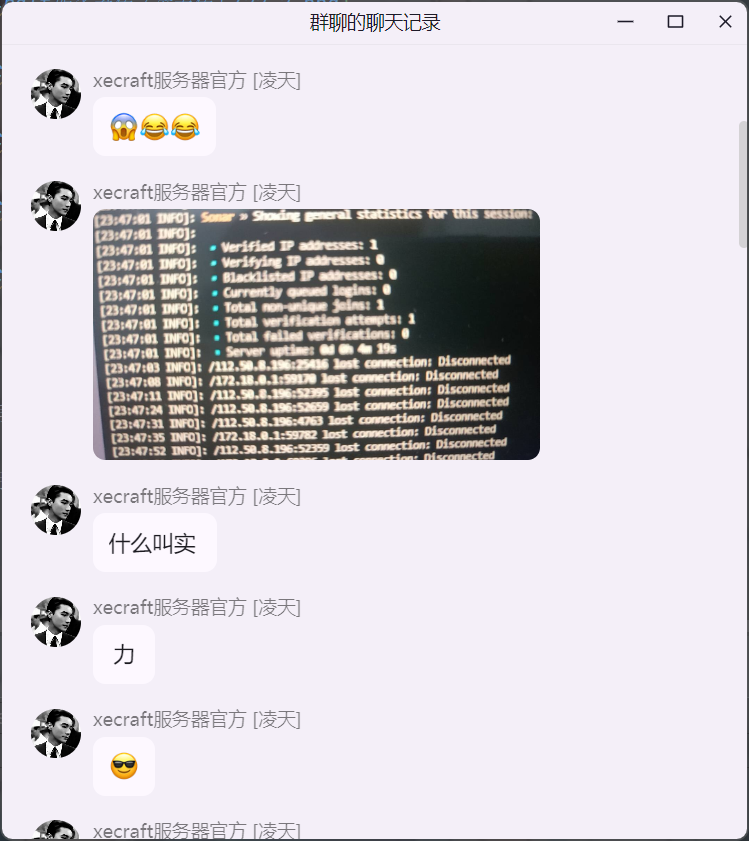 群聊的聊天记录
xecraft服务器官方 [凌天]
😱😂😂
xecraft服务器官方 [凌天]
[23:47:01 INFO]: Sonar » Showing general statistics for this session:
[23:47:01 INFO]:
[23:47:01 INFO]: • Verified IP addresses: 1
[23:47:01 INFO]: • Verifying IP addresses: 0
[23:47:01 INFO]: • Blacklisted IP addresses: 0
[23:47:01 INFO]: • Currently queued logins: 0
[23:47:01 INFO]: • Total non-unique joins: 1
[23:47:01 INFO]: • Total verification attempts: 1
[23:47:01 INFO]: • Total failed verifications: 0
[23:47:01 INFO]: • Server uptime: 0d 0h 4m 19s
[23:47:03 INFO]: /112.50.8.196:25416 lost connection: Disconnected
[23:47:08 INFO]: /172.18.0.1:59170 lost connection: Disconnected
[23:47:11 INFO]: /112.50.8.196:52395 lost connection: Disconnected
[23:47:24 INFO]: /112.50.8.196:52659 lost connection: Disconnected
[23:47:31 INFO]: /112.50.8.196:4763 lost connection: Disconnected
[23:47:35 INFO]: /172.18.0.1:59782 lost connection: Disconnected
[23:47:52 INFO]: /112.50.8.196:52359 lost connection: Disconnected
xecraft服务器官方 [凌天]
什么叫实
xecraft服务器官方 [凌天]
力
xecraft服务器官方 [凌天]
😎
xecraft服务器官方 [凌天]